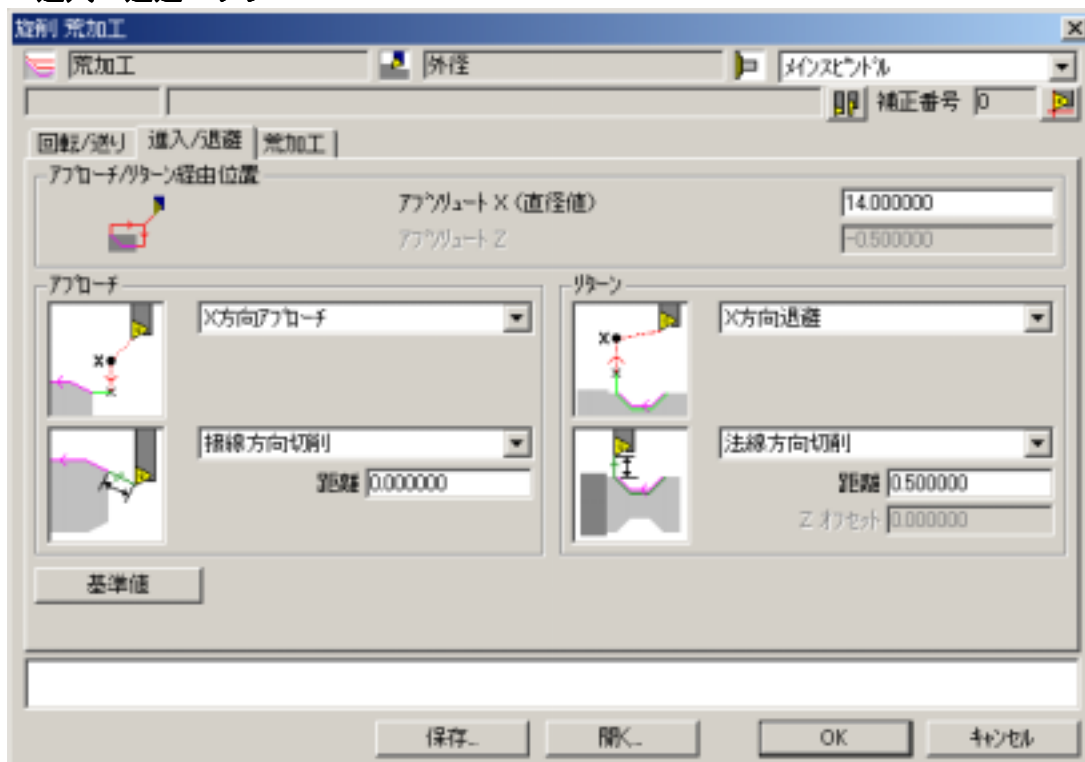 旋削 荒加工
荒加工 外径 メインスピンドル
補正番号 0
回転/送り 進入/退避 荒加工
アプローチ/リターン経由位置
アブソリュート X (直径値) 14.000000
アブソリュート Z -0.500000
アプローチ リターン
X方向アプローチ X方向退避
接線方向切削 法線方向切削
距離 0.000000 距離 0.500000
Z オフセット 0.000000
基準値
保存... 開く... OK キャンセル